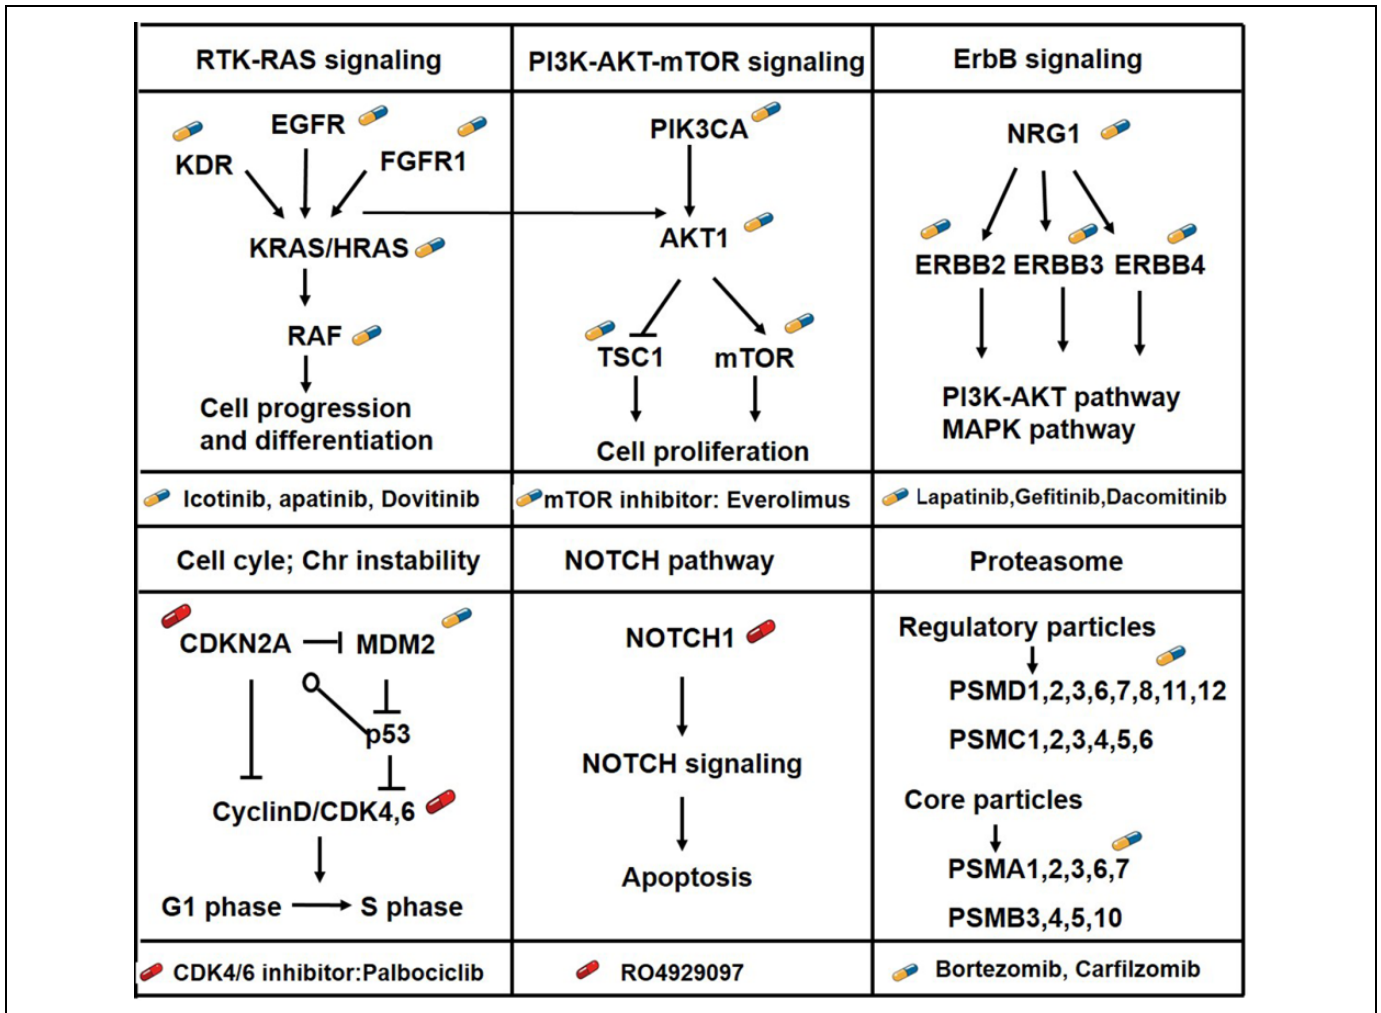 RTK-RAS signaling
PI3K-AKT-mTOR signaling
ErbB signaling
EGFR
KDR
FGFR1
KRAS/HRAS
RAF
Cell progression
and differentiation
PIK3CA
AKT1
TSC1
mTOR
Cell proliferation
NRG1
ERBB2
ERBB3
ERBB4
PI3K-AKT pathway
MAPK pathway
Icotinib, apatinib, Dovitinib
mTOR inhibitor: Everolimus
Lapatinib,Gefitinib,Dacomitinib
Cell cyle; Chr instability
NOTCH pathway
Proteasome
CDKN2A
MDM2
p53
CyclinD/CDK4,6
G1 phase
S phase
NOTCH1
NOTCH signaling
Apoptosis
Regulatory particles
PSMD1,2,3,6,7,8,11,12
PSMC1,2,3,4,5,6
Core particles
PSMA1,2,3,6,7
PSMB3,4,5,10
CDK4/6 inhibitor:Palbociclib
RO4929097
Bortezomib, Carfilzomib